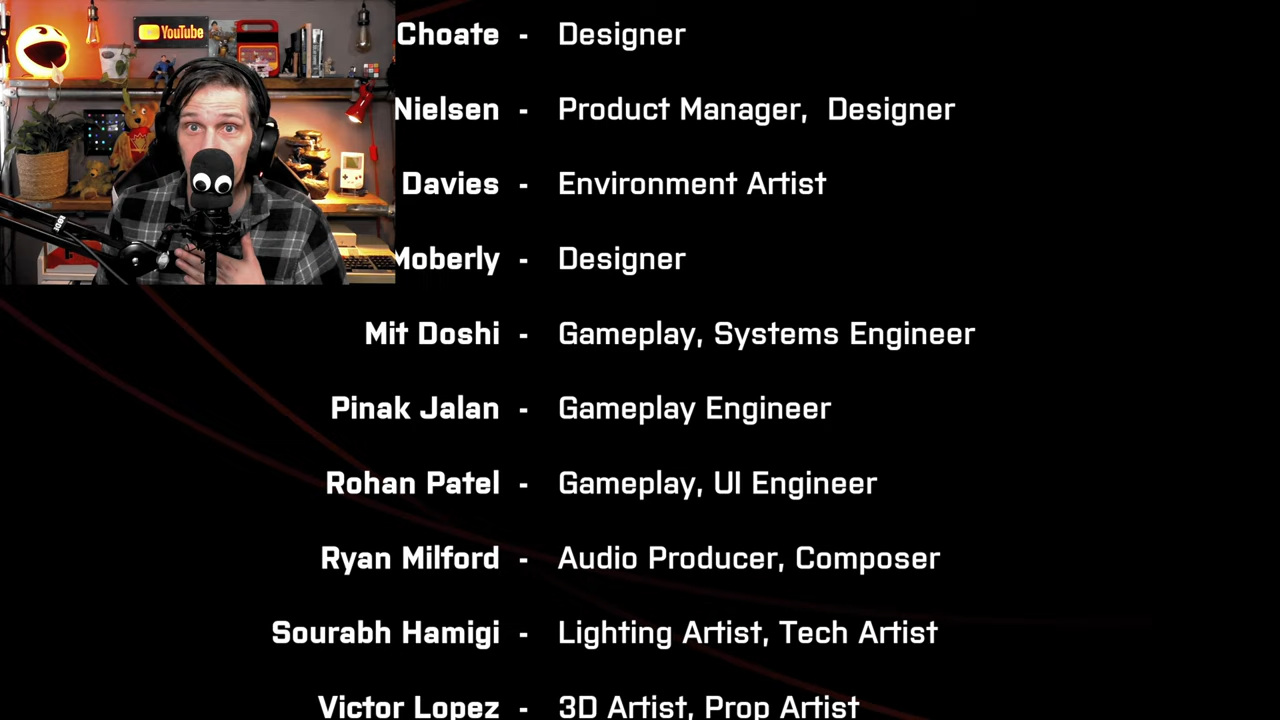 YouTube
Choate - Designer
Nielsen - Product Manager, Designer
Davies - Environment Artist
Moberly - Designer
Mit Doshi - Gameplay, Systems Engineer
Pinak Jalan - Gameplay Engineer
Rohan Patel - Gameplay, UI Engineer
Ryan Milford - Audio Producer, Composer
Sourabh Hamigi - Lighting Artist, Tech Artist
Victor Lopez - 3D Artist, Prop Artist
RØDE